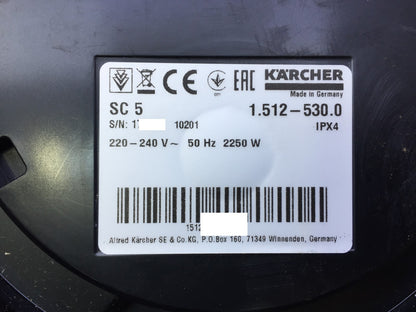 CE EAC KÄRCHER
Made in Germany
SC 5 1.512-530.0
S/N: 1 10201 IPX4
220-240 V~ 50 Hz 2250 W
1512
Alfred Kärcher SE & Co. KG, P.O.Box 160, 71349 Winnenden, Germany